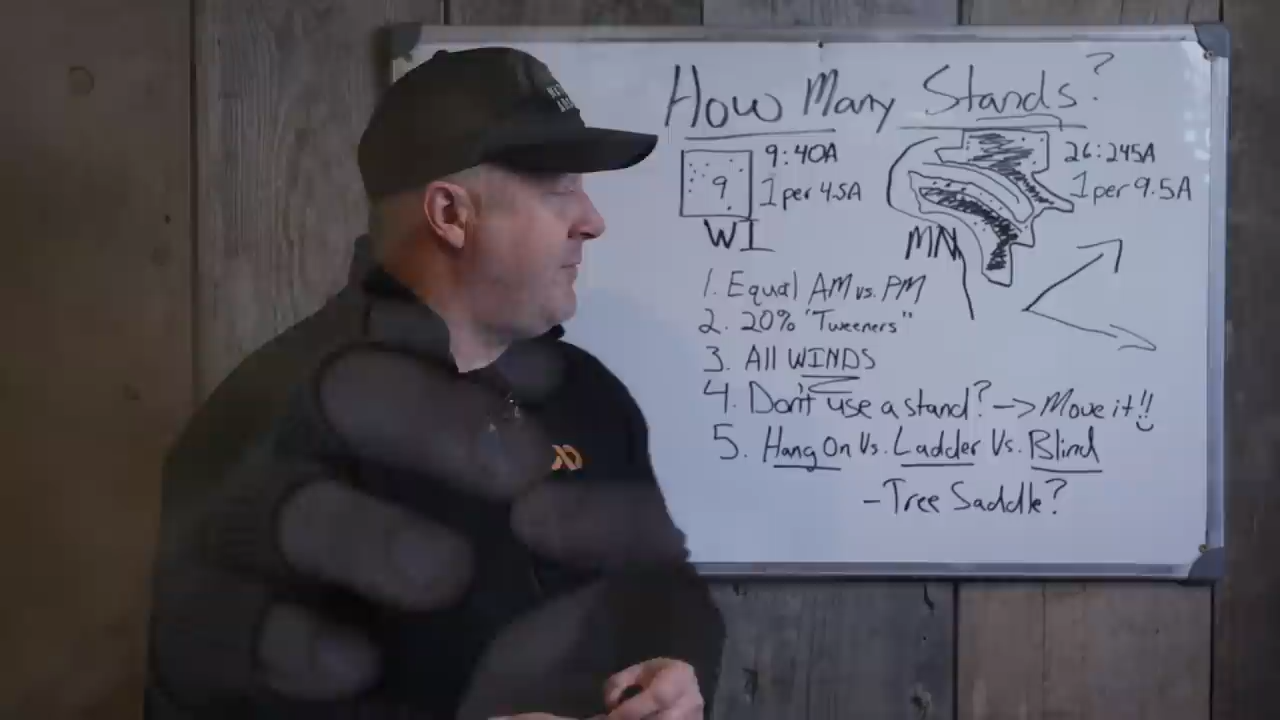 How Many Stands?
9:40A
9
1 per 4.5A
WI
26:245A
1 per 9.5A
MN
1. Equal AM vs. PM
2. 20% "Tweeners"
3. All WINDS
4. Don't use a stand? -> Move it!!
5. Hang On Vs. Ladder Vs. Blind
- Tree Saddle?